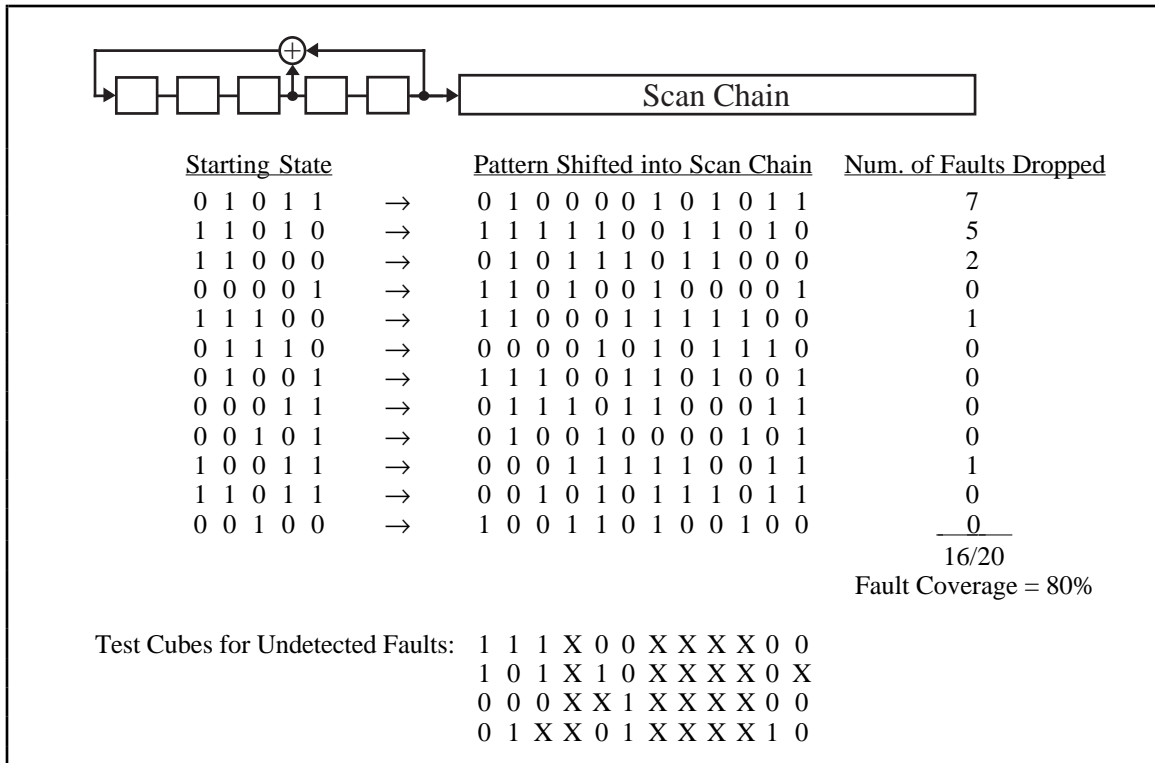 Scan Chain
Starting State Pattern Shifted into Scan Chain Num. of Faults Dropped
0 1 0 1 1 → 0 1 0 0 0 0 1 0 1 0 1 1 7
1 1 0 1 0 → 1 1 1 1 1 0 0 1 1 0 1 0 5
1 1 0 0 0 → 0 1 0 1 1 1 0 1 1 0 0 0 2
0 0 0 0 1 → 1 1 0 1 0 0 1 0 0 0 0 1 0
1 1 1 0 0 → 1 1 0 0 0 1 1 1 1 1 0 0 1
0 1 1 1 0 → 0 0 0 0 1 0 1 0 1 1 1 0 0
0 1 0 0 1 → 1 1 1 0 0 1 1 0 1 0 0 1 0
0 0 0 1 1 → 0 1 1 1 0 1 1 0 0 0 1 1 0
0 0 1 0 1 → 0 1 0 0 1 0 0 0 0 1 0 1 0
1 0 0 1 1 → 0 0 0 1 1 1 1 1 0 0 1 1 1
1 1 0 1 1 → 0 0 1 0 1 0 1 1 1 0 1 1 0
0 0 1 0 0 → 1 0 0 1 1 0 1 0 0 1 0 0 0
16/20
Fault Coverage = 80%
Test Cubes for Undetected Faults: 1 1 1 X 0 0 X X X X 0 0
1 0 1 X 1 0 X X X X 0 X
0 0 0 X X 1 X X X X 0 0
0 1 X X 0 1 X X X X 1 0